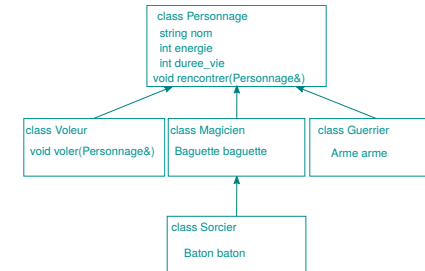 class Personnage
string nom
int energie
int duree_vie
void rencontrer(Personnage&)
class Voleur
void voler(Personnage&)
class Magicien
Baguette baguette
class Guerrier
Arme arme
class Sorcier
Baton baton